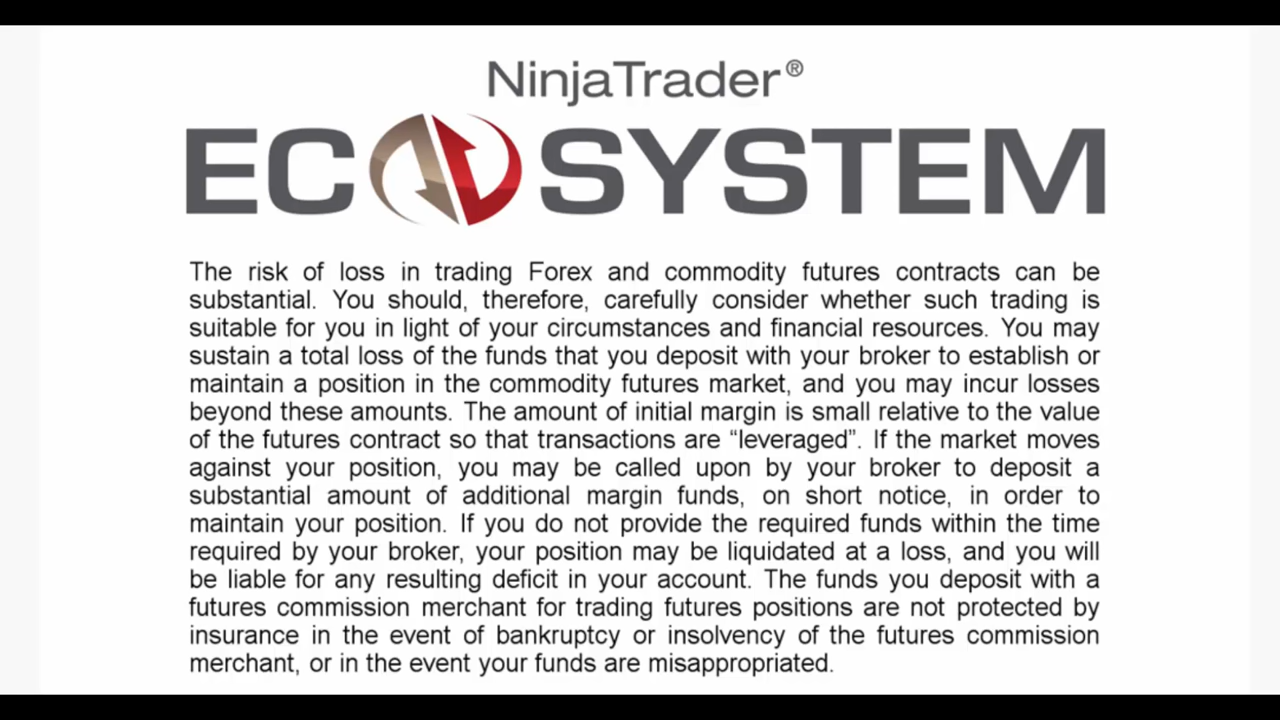 NinjaTrader®
ECOSYSTEM
The risk of loss in trading Forex and commodity futures contracts can be
substantial. You should, therefore, carefully consider whether such trading is
suitable for you in light of your circumstances and financial resources. You may
sustain a total loss of the funds that you deposit with your broker to establish or
maintain a position in the commodity futures market, and you may incur losses
beyond these amounts. The amount of initial margin is small relative to the value
of the futures contract so that transactions are “leveraged”. If the market moves
against your position, you may be called upon by your broker to deposit a
substantial amount of additional margin funds, on short notice, in order to
maintain your position. If you do not provide the required funds within the time
required by your broker, your position may be liquidated at a loss, and you will
be liable for any resulting deficit in your account. The funds you deposit with a
futures commission merchant for trading futures positions are not protected by
insurance in the event of bankruptcy or insolvency of the futures commission
merchant, or in the event your funds are misappropriated.